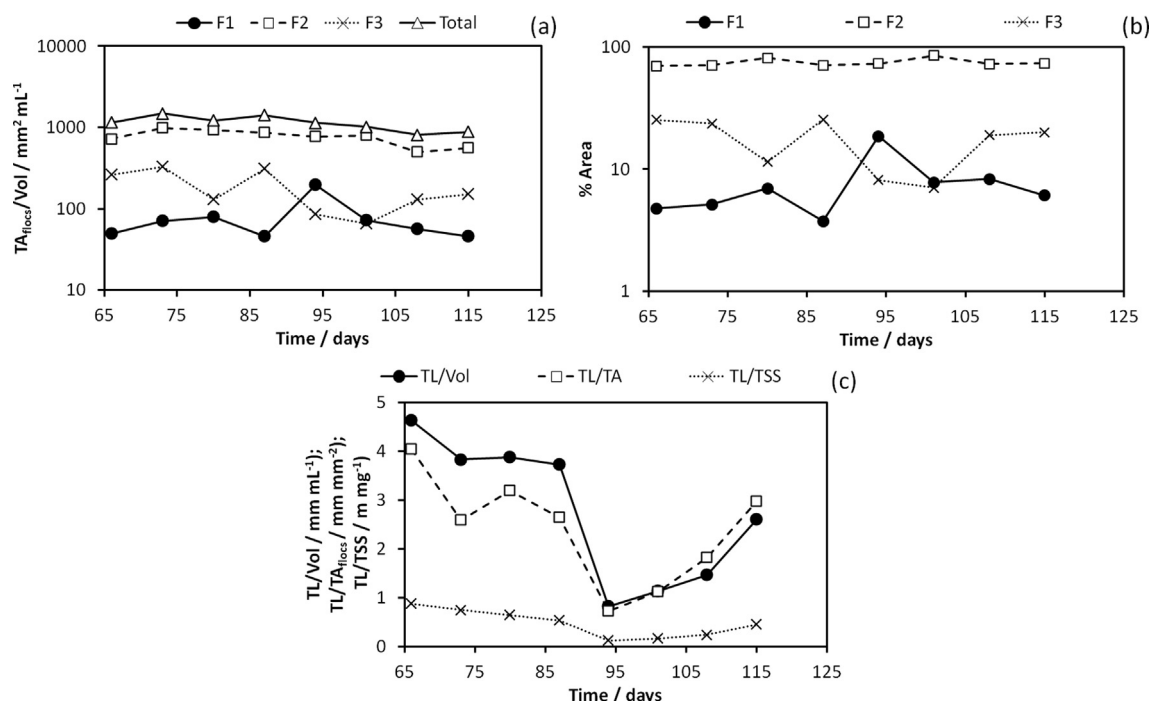 F1 F2 F3 Total (a)
10000
1000
100
10
65 75 85 95 105 115 125
TAflocs/Vol / mm² mL⁻¹
Time / days
F1 F2 F3 (b)
100
10
1
65 75 85 95 105 115 125
% Area
Time / days
TL/Vol TL/TA TL/TSS (c)
5
4
3
2
1
0
65 75 85 95 105 115 125
TL/Vol / mm mL⁻¹);
TL/TAflocs / mm mm⁻²);
TL/TSS / m mg⁻¹)
Time / days